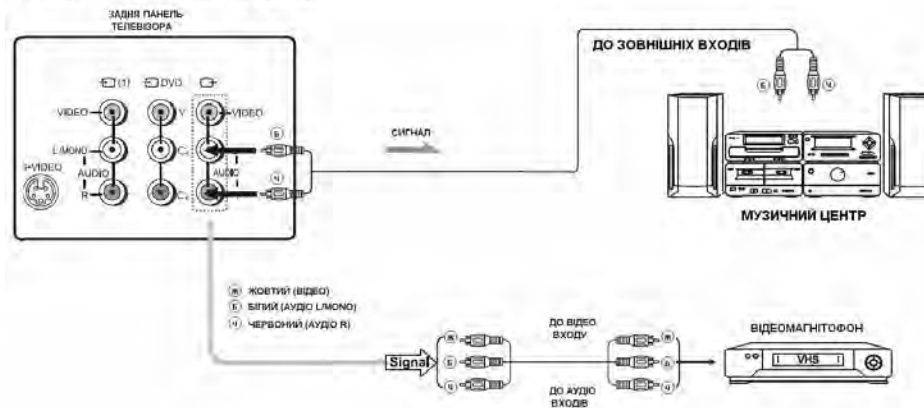 ЗАДНЯ ПАНЕЛЬ
ТЕЛЕВІЗОРА
(1) DVD
VIDEO Y VIDEO
L/MONO
S-VIDEO
AUDIO AUDIO
R
Б
Ч
СИГНАЛ
ДО ЗОВНІШНІХ ВХОДІВ
Б Ч
МУЗИЧНИЙ ЦЕНТР
Ж ЖОВТИЙ (ВІДЕО)
Б БІЛИЙ (АУДІО L/MONO)
Ч ЧЕРВОНИЙ (АУДІО R)
Signal
Ж
Б
Ч
ДО ВІДЕО
ВХОДУ
ДО АУДІО
ВХОДІВ
Ж
Б
Ч
ВІДЕОМАГНІТОФОН
VHS